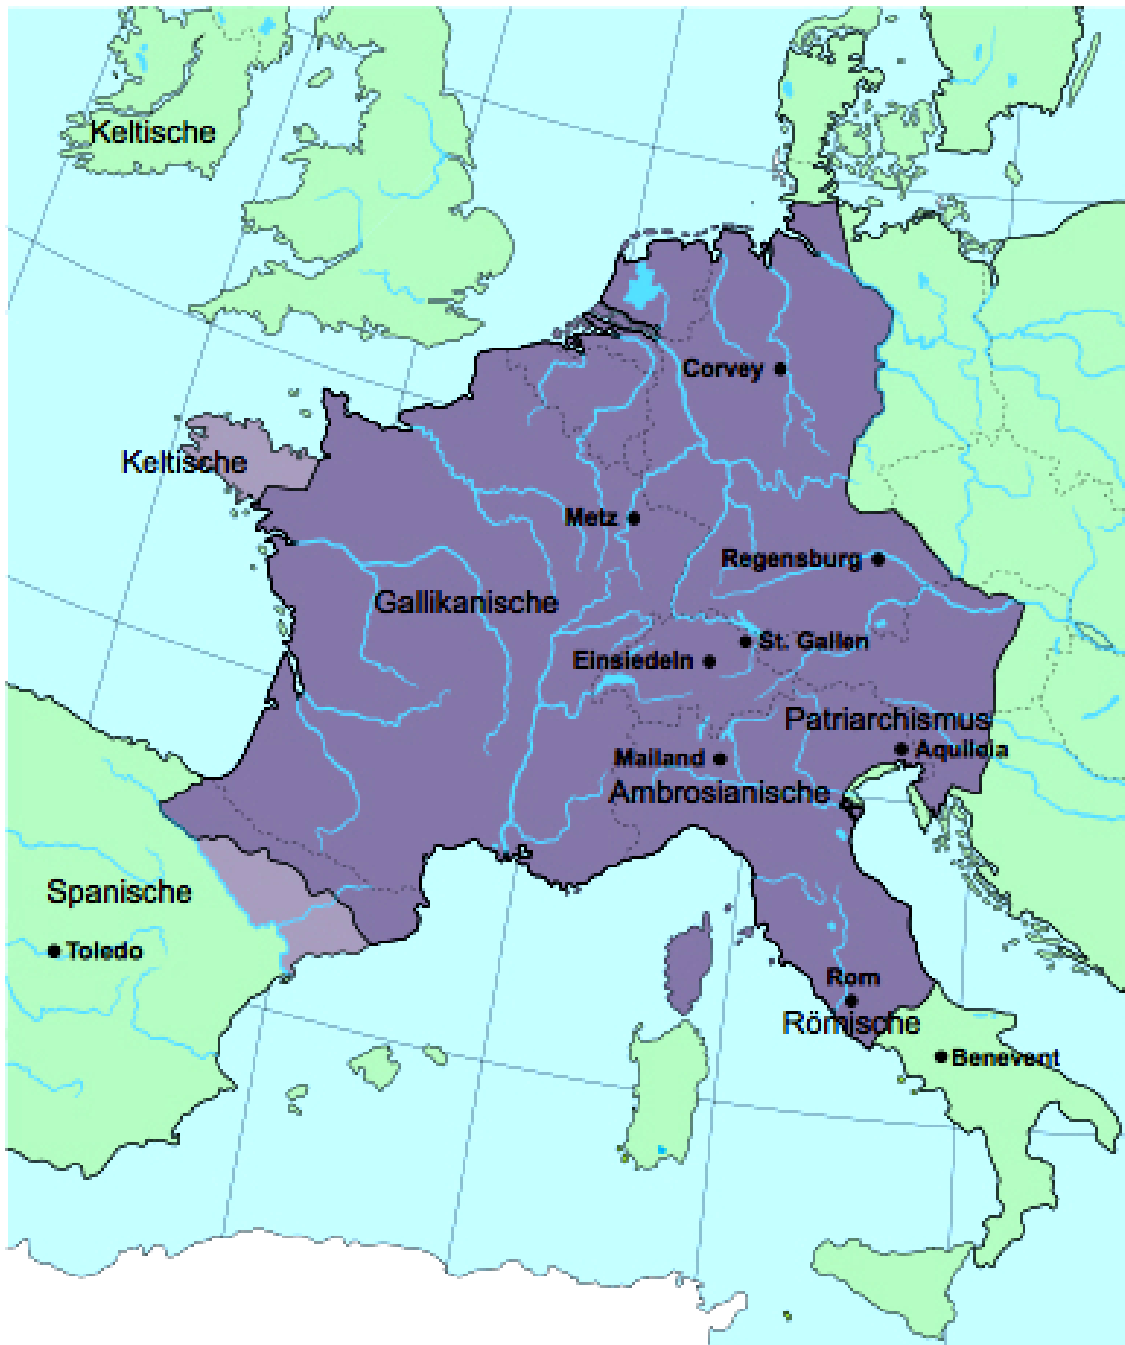 Keltische
Corvey
Keltische
Metz
Regensburg
Gallikanische
St. Gallen
Einsiedeln
Patriarchismus
Aquileia
Mailand
Ambrosianische
Spanische
Toledo
Rom
Römische
Benevent